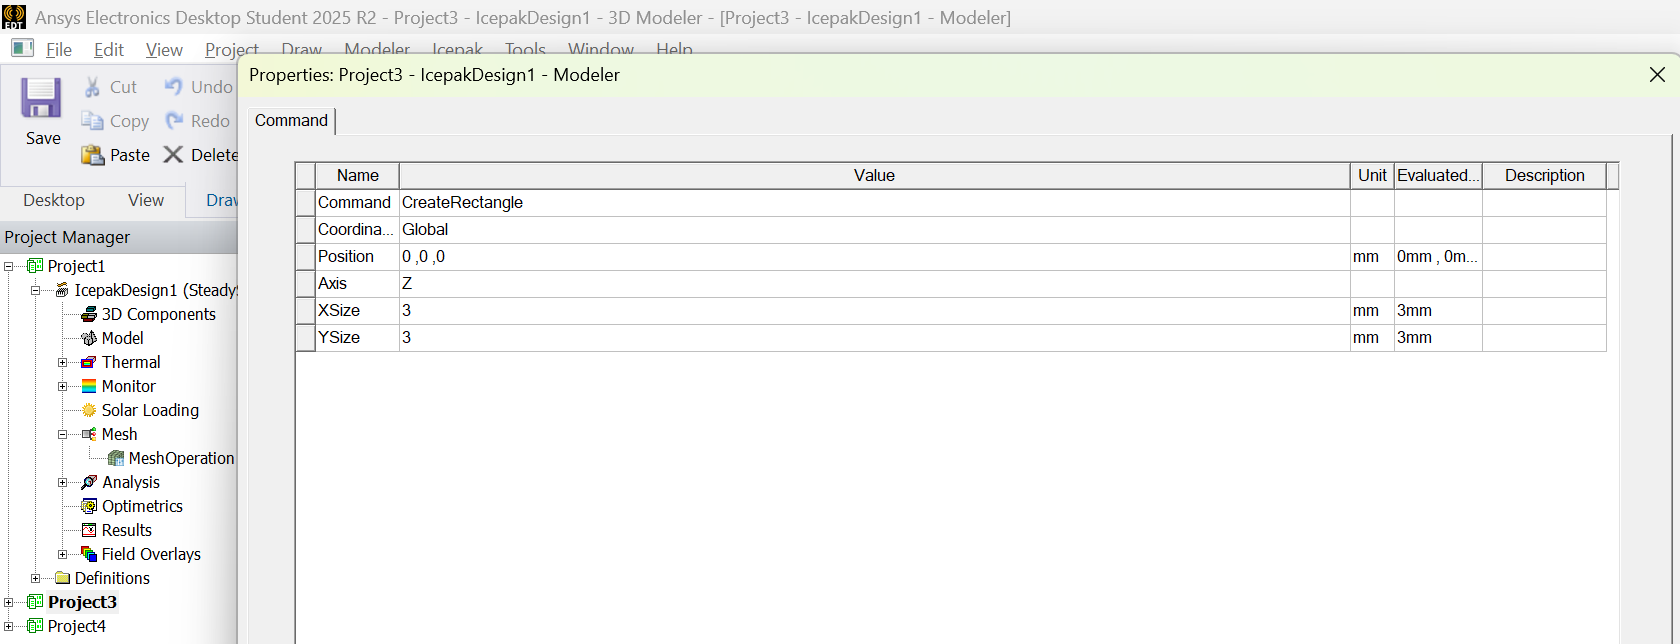 Ansys Electronics Desktop Student 2025 R2 - Project3 - IcepakDesign1 - 3D Modeler - [Project3 - IcepakDesign1 - Modeler]
EDT
File Edit View Project Draw Modeler Icepak Tools Window Help
Properties: Project3 - IcepakDesign1 - Modeler
Save
Cut
Undo
Copy
Redo
Paste
Delete
Desktop View Draw
Command
Name Value Unit Evaluated... Description
Command CreateRectangle
Coordina... Global
Position 0 ,0 ,0 mm 0mm , 0m...
Axis Z
XSize 3 mm 3mm
YSize 3 mm 3mm
Project Manager
Project1
IcepakDesign1 (Steady
3D Components
Model
Thermal
Monitor
Solar Loading
Mesh
MeshOperation
Analysis
Optimetrics
Results
Field Overlays
Definitions
Project3
Project4